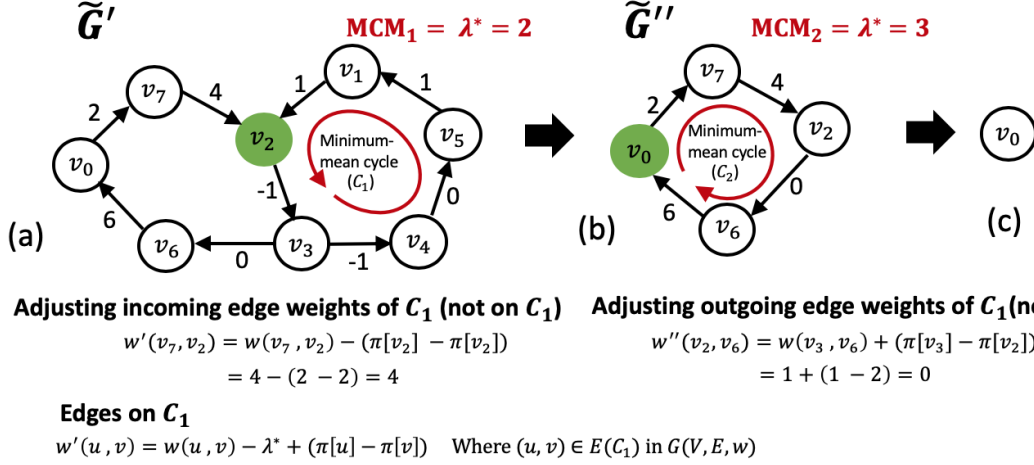 G̃′ MCM₁ = λ* = 2 G̃′′ MCM₂ = λ* = 3
v₇ 4 1 v₁ 1 v₇ 4
2 v₂ v₅ 2 v₂
v₀ Minimum-mean cycle (C₁) v₀ Minimum-mean cycle (C₂) v₀
-1 0 0
6 6
(a) v₆ 0 v₃ -1 v₄ (b) v₆ (c)
Adjusting incoming edge weights of C₁ (not on C₁)
w′(v₇, v₂) = w(v₇ , v₂) − (π[v₂] − π[v₂])
= 4 − (2 − 2) = 4
Adjusting outgoing edge weights of C₁(no
w′′(v₂, v₆) = w(v₃ , v₆) + (π[v₃] − π[v₂])
= 1 + (1 − 2) = 0
Edges on C₁
w′(u , v) = w(u , v) − λ* + (π[u] − π[v]) Where (u, v) ∈ E(C₁) in G(V, E, w)